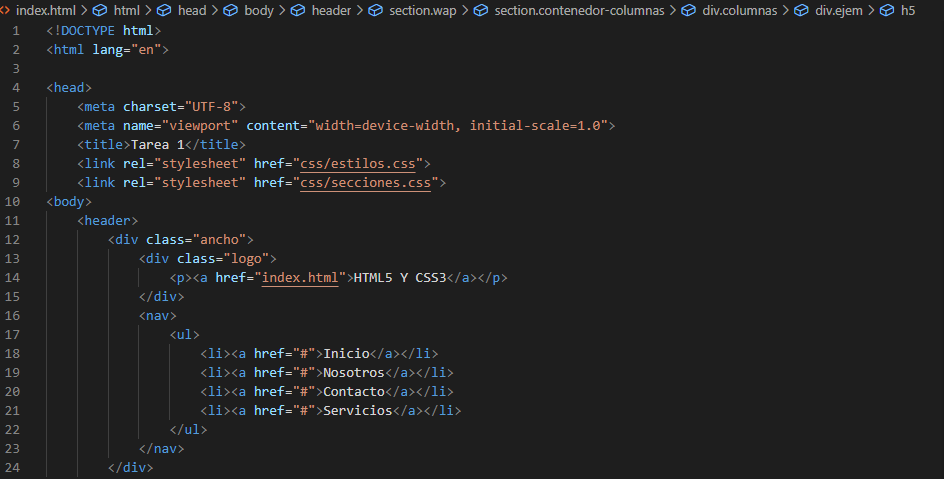 index.html > html > head > body > header > section.wap > section.contenedor-columnas > div.columnas > div.ejem > h5
1 <!DOCTYPE html>
2 <html lang="en">
3
4 <head>
5 <meta charset="UTF-8">
6 <meta name="viewport" content="width=device-width, initial-scale=1.0">
7 <title>Tarea 1</title>
8 <link rel="stylesheet" href="css/estilos.css">
9 <link rel="stylesheet" href="css/secciones.css">
10 <body>
11 <header>
12 <div class="ancho">
13 <div class="logo">
14 <p><a href="index.html">HTML5 Y CSS3</a></p>
15 </div>
16 <nav>
17 <ul>
18 <li><a href="#">Inicio</a></li>
19 <li><a href="#">Nosotros</a></li>
20 <li><a href="#">Contacto</a></li>
21 <li><a href="#">Servicios</a></li>
22 </ul>
23 </nav>
24 </div>